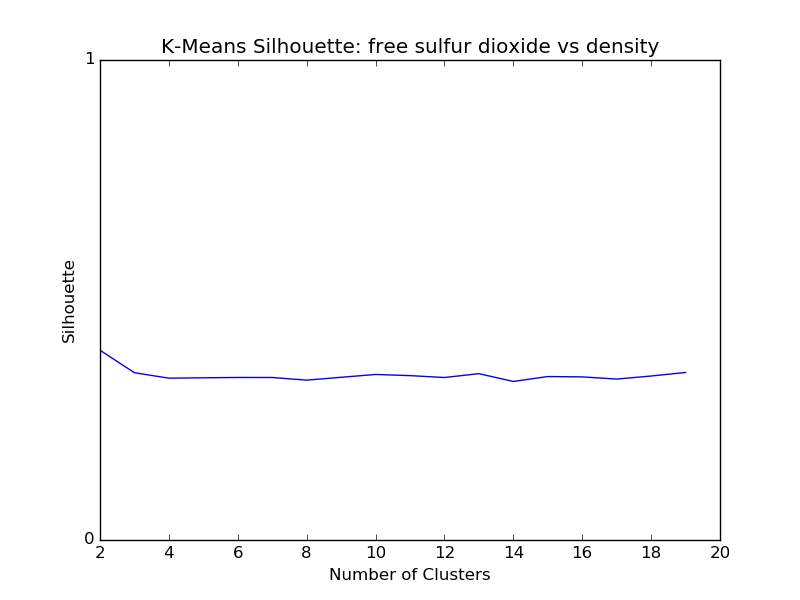 K-Means Silhouette: free sulfur dioxide vs density
1
Silhouette
0
2 4 6 8 10 12 14 16 18 20
Number of Clusters